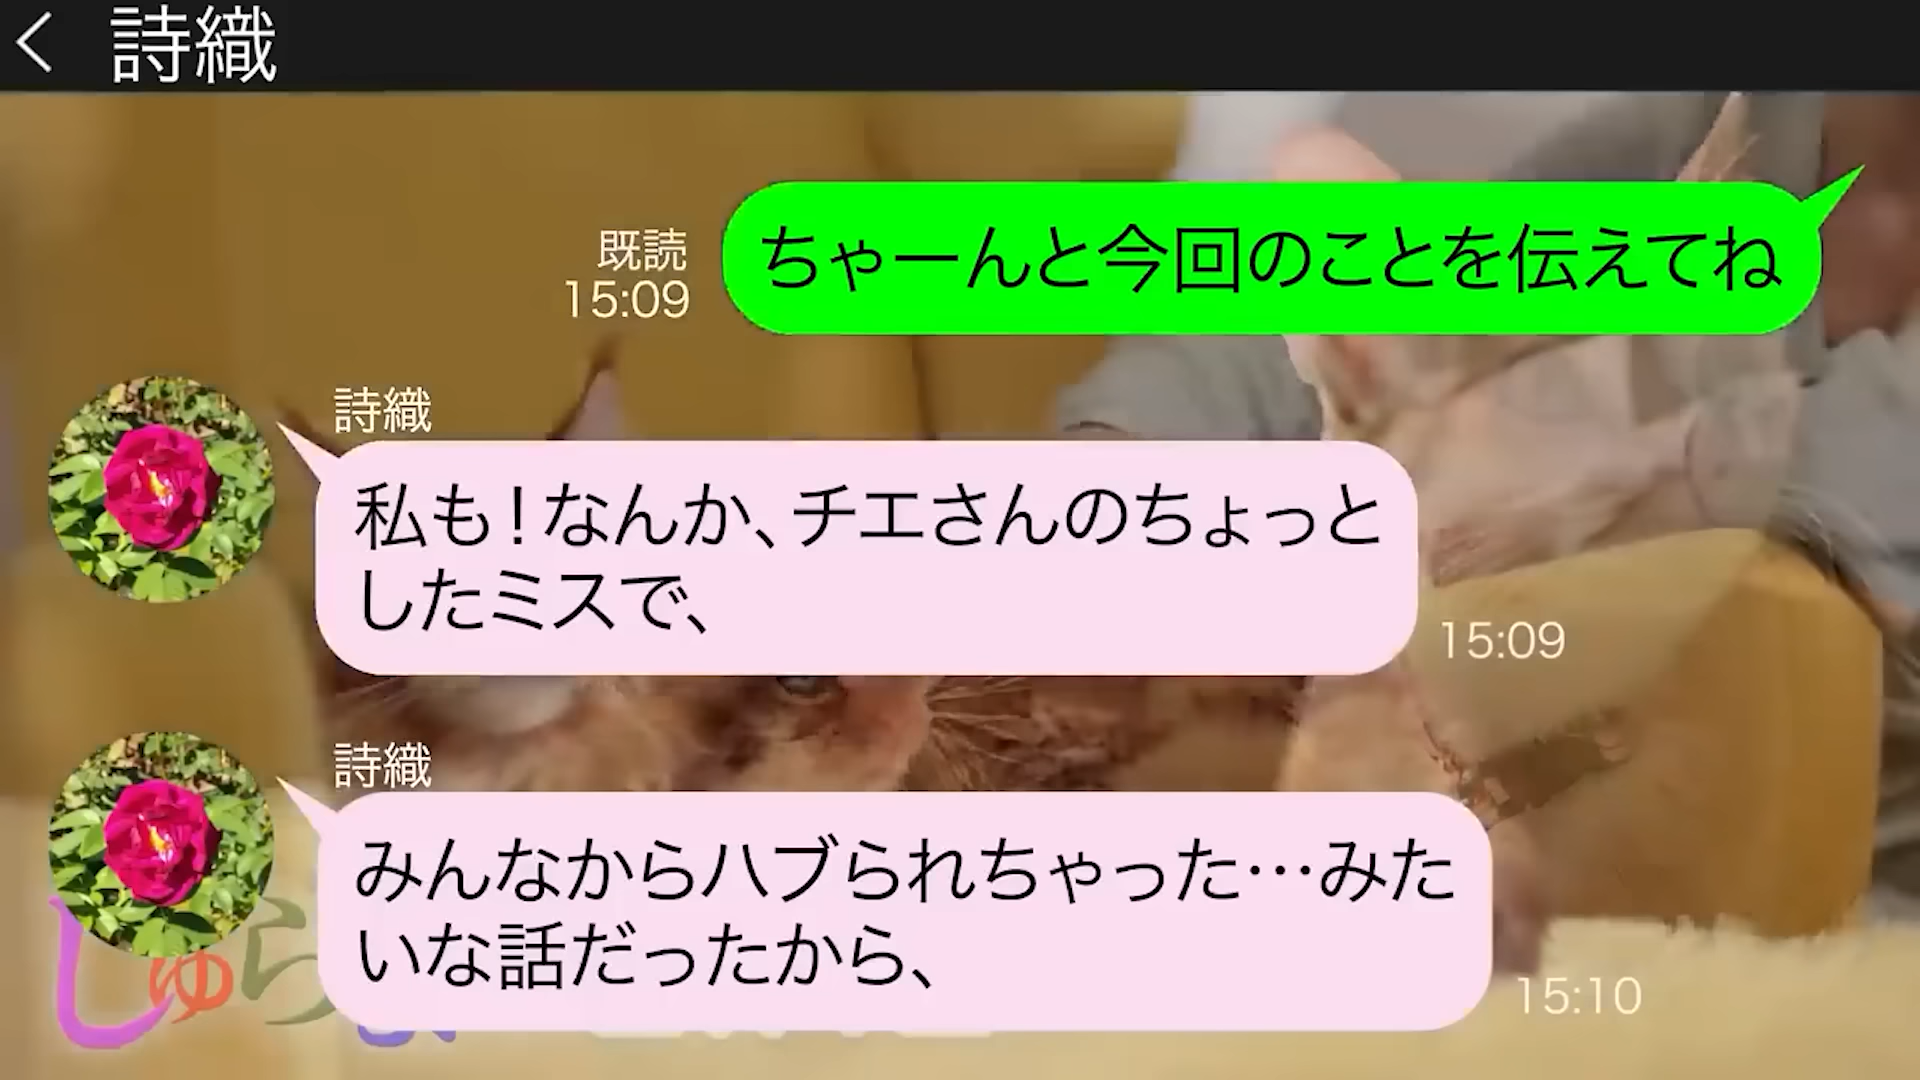 詩織
ちゃーんと今回のことを伝えてね
既読
15:09
詩織
私も!なんか、チエさんのちょっと
したミスで、
15:09
詩織
みんなからハブられちゃった…みた
いな話だったから、
15:10
しゅら